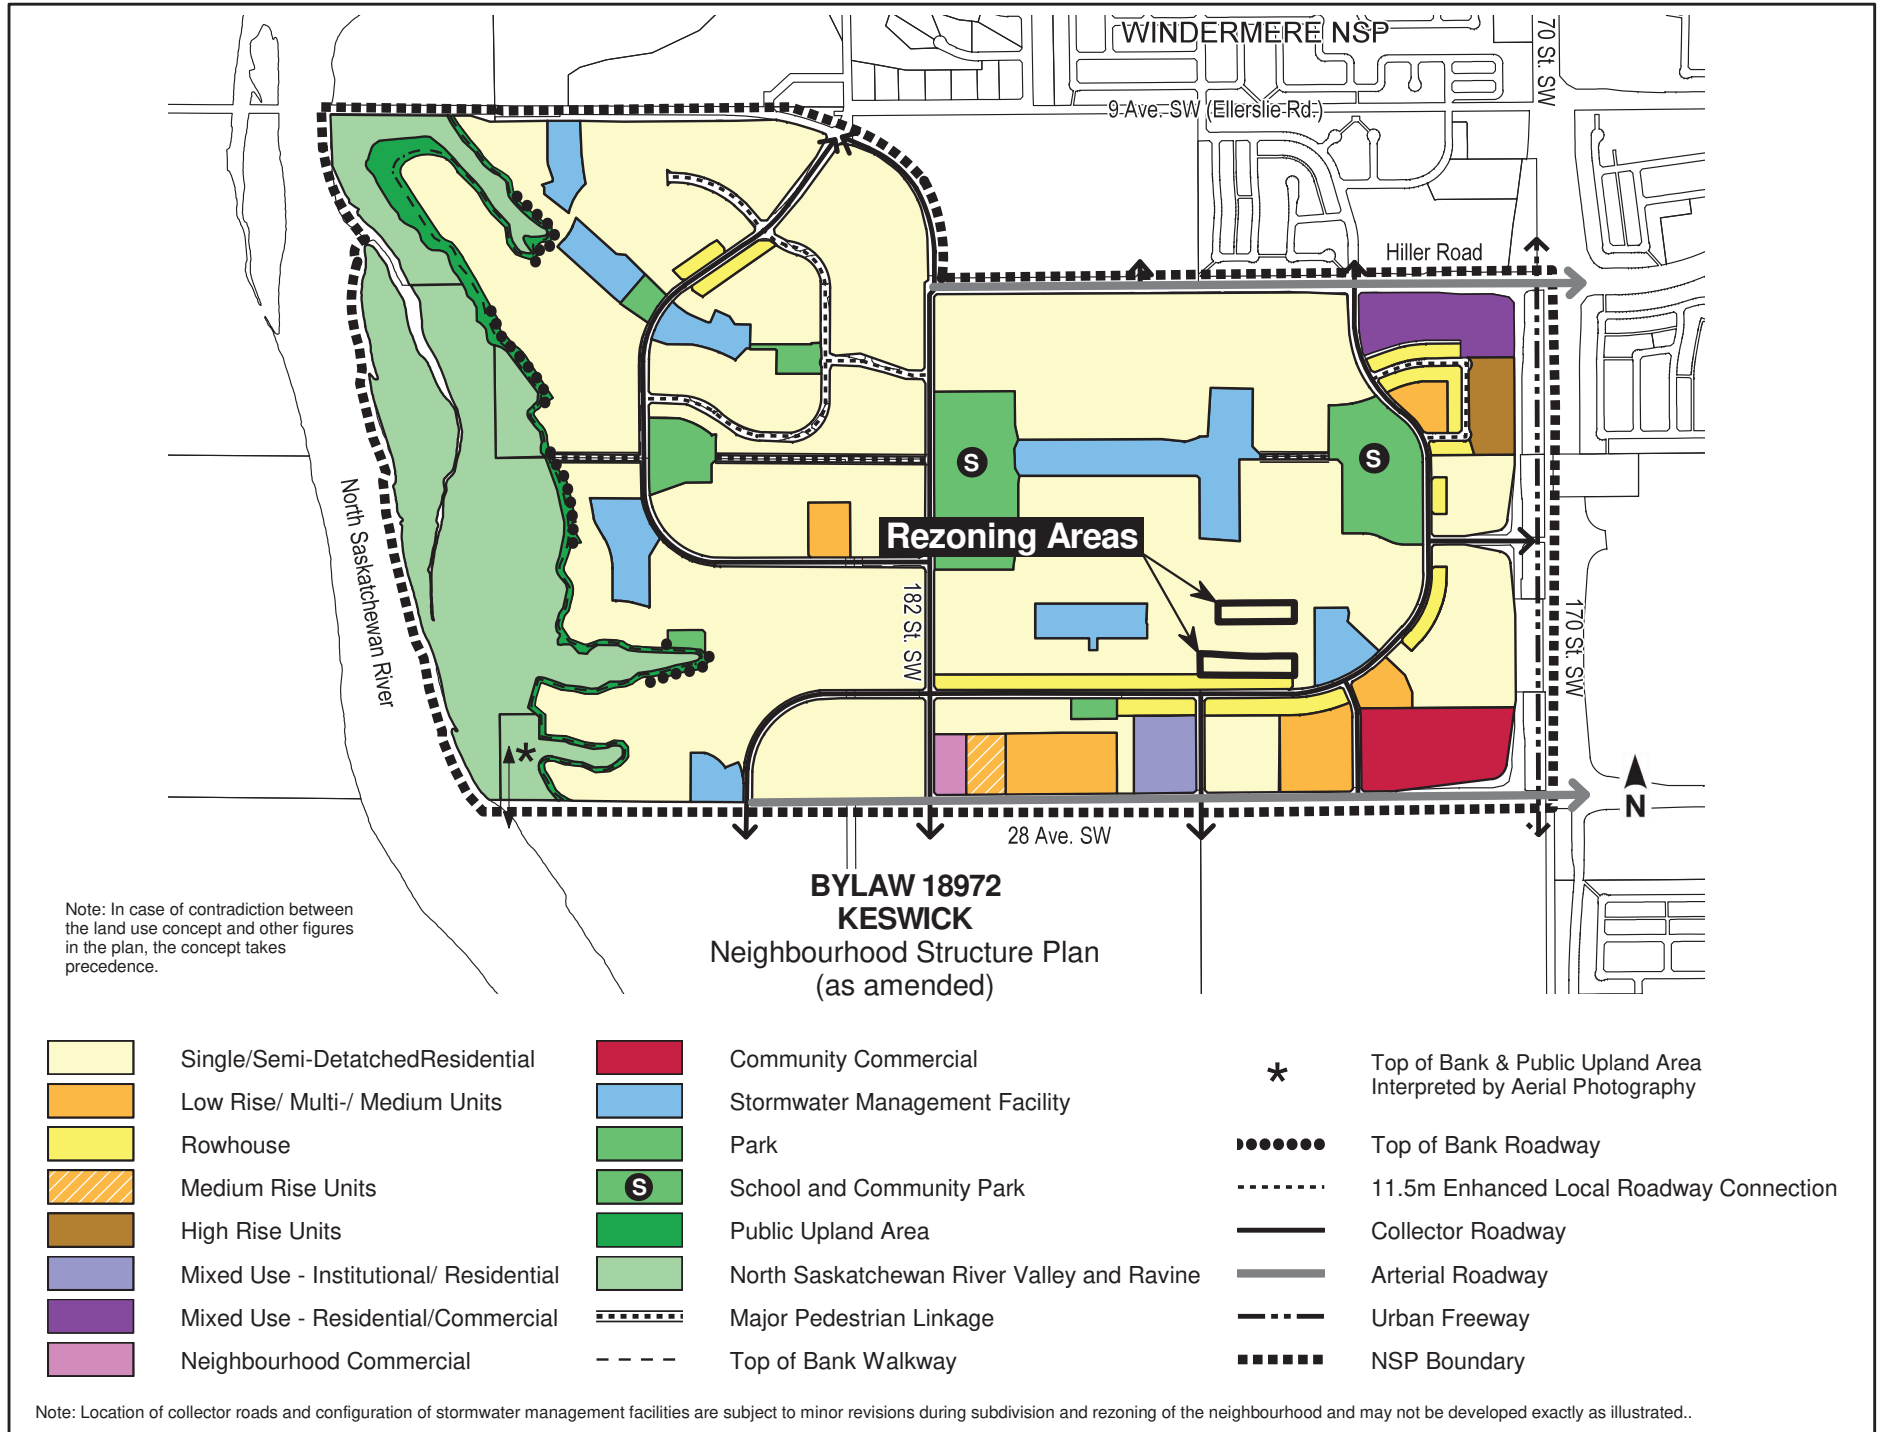 WINDERMERE NSP
70 St. SW
9 Ave. SW (Ellerslie Rd.)
Hiller Road
S
S
North Saskatchewan River
Rezoning Areas
182 St. SW
170 St. SW
N
28 Ave. SW
*
BYLAW 18972
KESWICK
Neighbourhood Structure Plan
(as amended)
Note: In case of contradiction between
the land use concept and other figures
in the plan, the concept takes
precedence.
Single/Semi-DetatchedResidential
Low Rise/ Multi-/ Medium Units
Rowhouse
Medium Rise Units
High Rise Units
Mixed Use - Institutional/ Residential
Mixed Use - Residential/Commercial
Neighbourhood Commercial
Community Commercial
Stormwater Management Facility
Park
S School and Community Park
Public Upland Area
North Saskatchewan River Valley and Ravine
Major Pedestrian Linkage
Top of Bank Walkway
* Top of Bank & Public Upland Area
Interpreted by Aerial Photography
Top of Bank Roadway
11.5m Enhanced Local Roadway Connection
Collector Roadway
Arterial Roadway
Urban Freeway
NSP Boundary
Note: Location of collector roads and configuration of stormwater management facilities are subject to minor revisions during subdivision and rezoning of the neighbourhood and may not be developed exactly as illustrated..